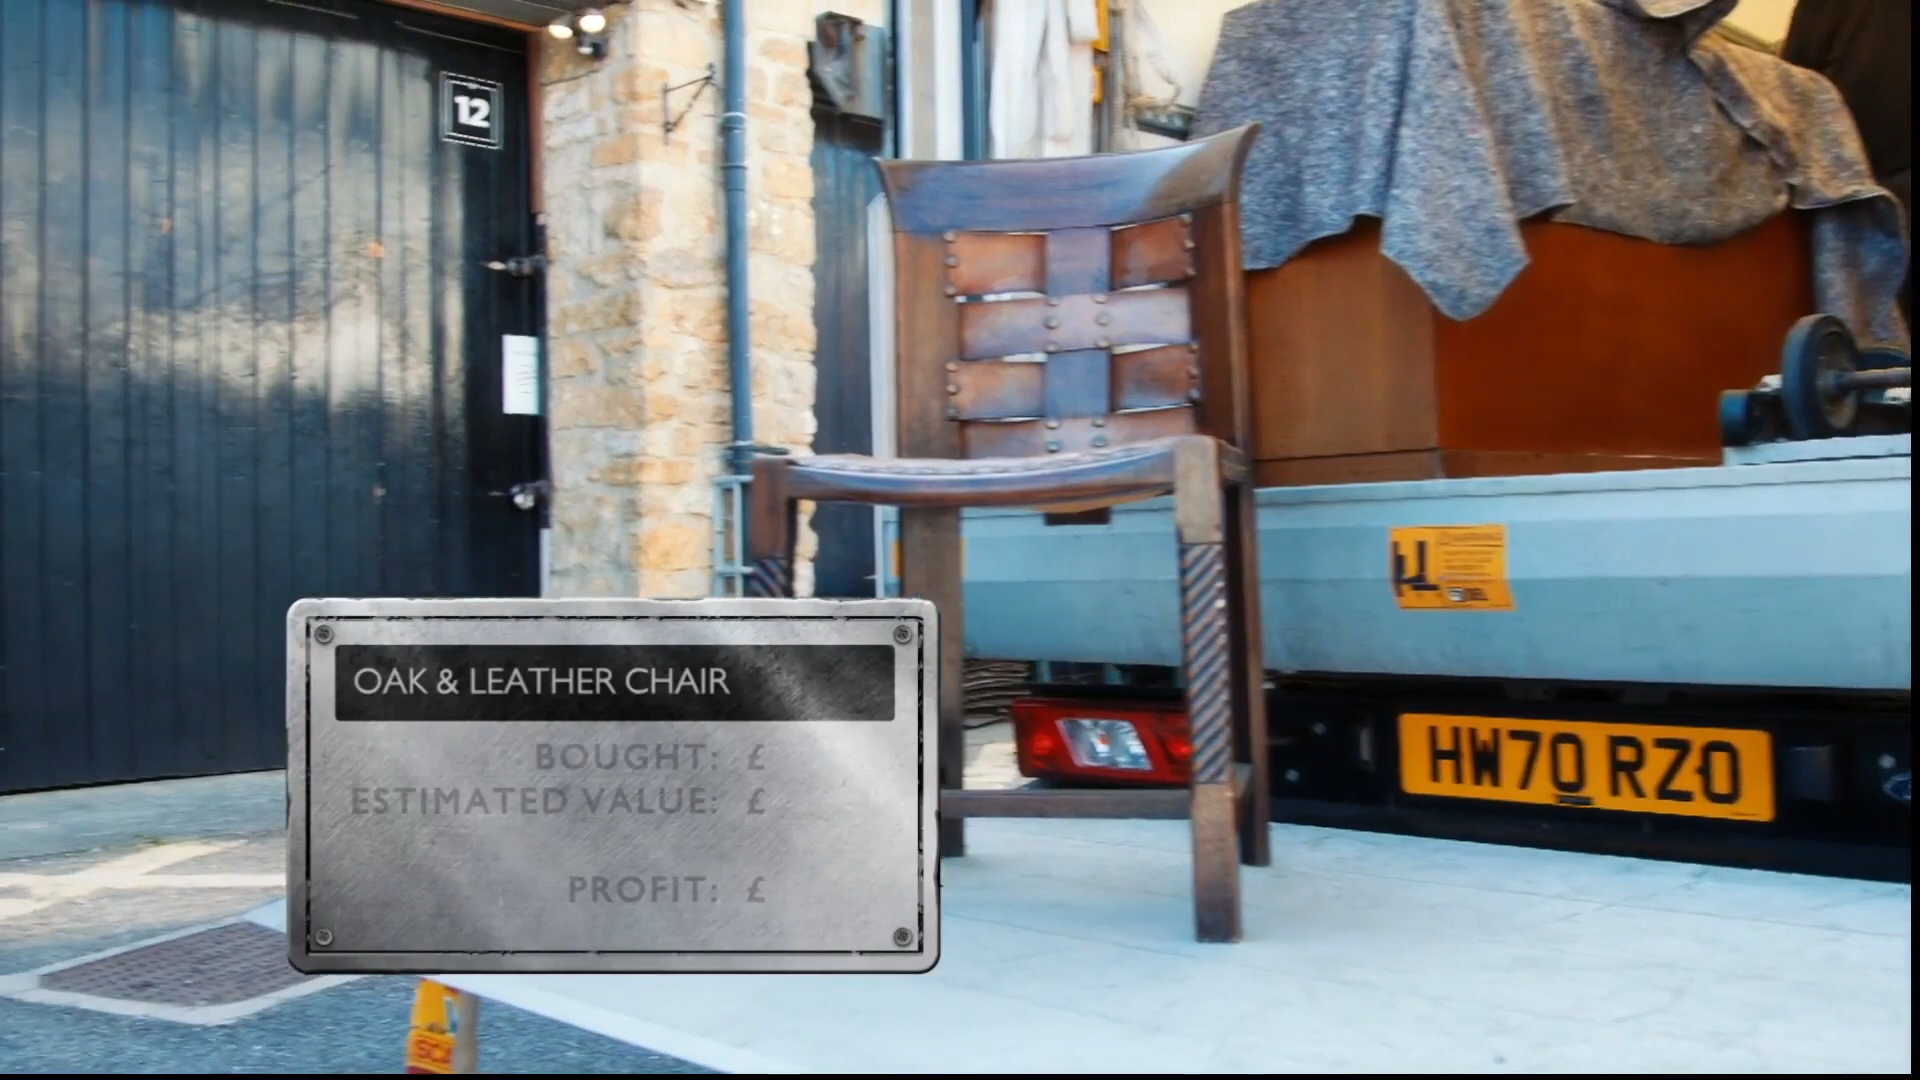 12
OAK & LEATHER CHAIR
BOUGHT: £
ESTIMATED VALUE: £
PROFIT: £
HW70 RZO